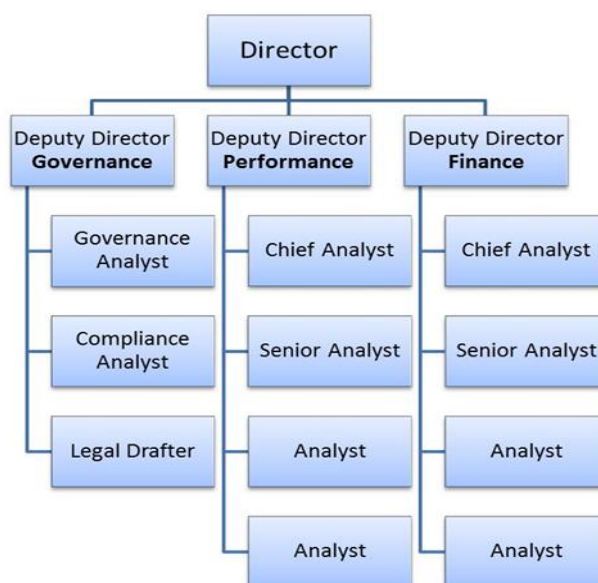 Director
Deputy Director
Governance
Deputy Director
Performance
Deputy Director
Finance
Governance
Analyst
Compliance
Analyst
Legal Drafter
Chief Analyst
Senior Analyst
Analyst
Analyst
Chief Analyst
Senior Analyst
Analyst
Analyst